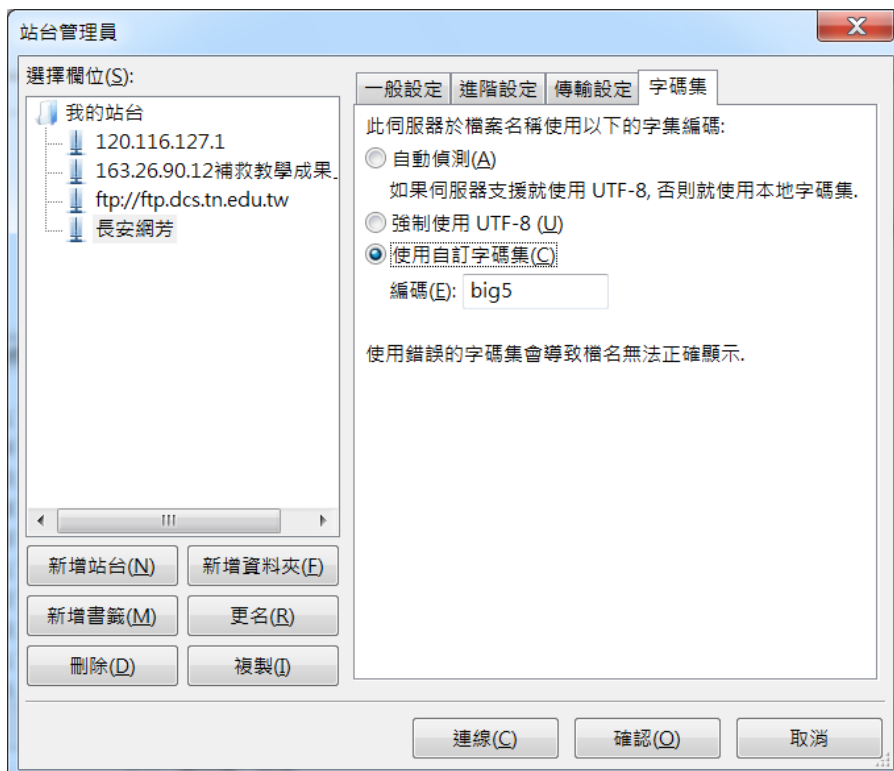 站台管理員
選擇欄位(S):
我的站台
120.116.127.1
163.26.90.12補救教學成果
ftp://ftp.dcs.tn.edu.tw
長安網芳
新增站台(N)
新增資料夾(F)
新增書籤(M)
更名(R)
刪除(D)
複製(I)
一般設定
進階設定
傳輸設定
字碼集
此伺服器於檔案名稱使用以下的字集編碼:
自動偵測(A)
如果伺服器支援就使用 UTF-8, 否則就使用本地字碼集.
強制使用 UTF-8 (U)
使用自訂字碼集(C)
編碼(E): big5
使用錯誤的字碼集會導致檔名無法正確顯示.
連線(C)
確認(O)
取消